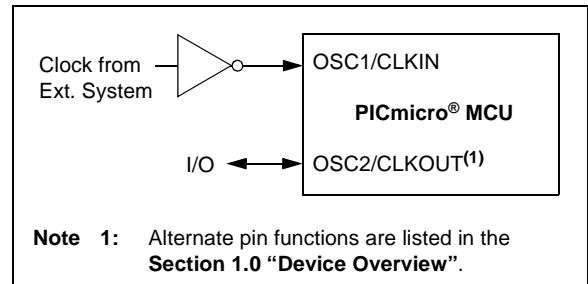 Clock from
Ext. System
OSC1/CLKIN
PICmicro® MCU
I/O
OSC2/CLKOUT(1)
Note 1: Alternate pin functions are listed in the
Section 1.0 “Device Overview”.